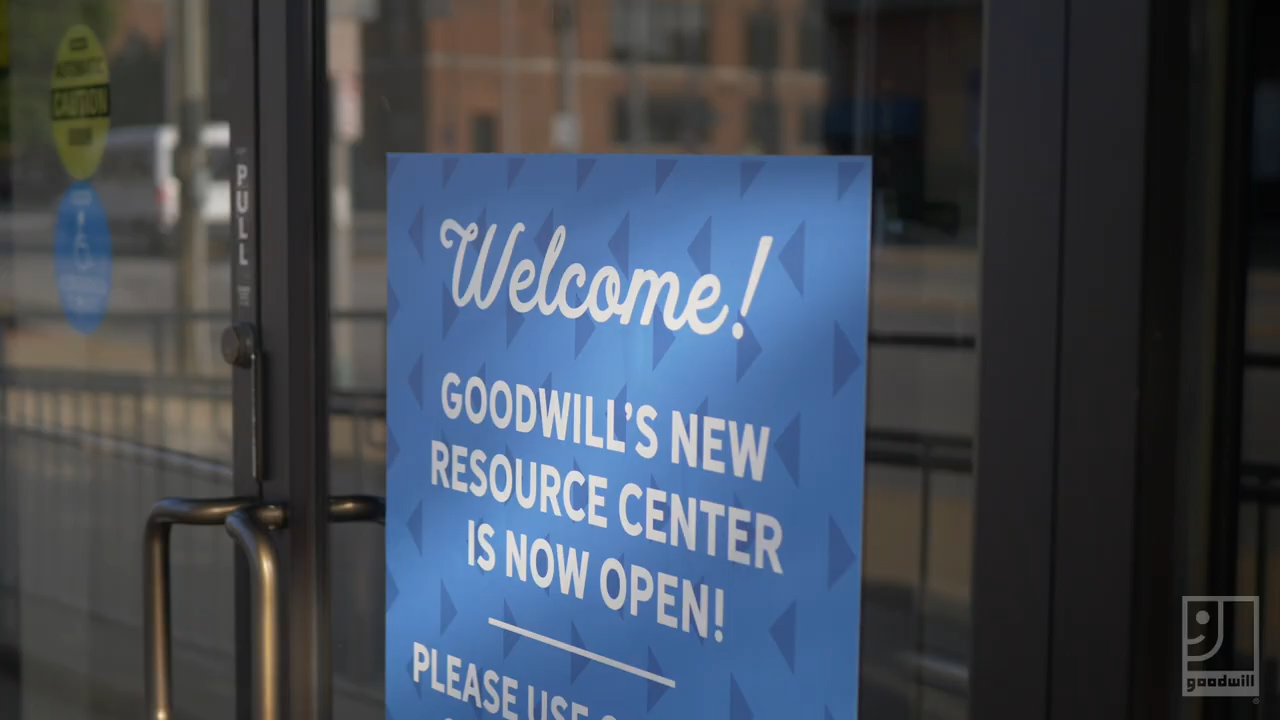 CAUTION
PULL
Welcome!
GOODWILL'S NEW
RESOURCE CENTER
IS NOW OPEN!
PLEASE USE
goodwill